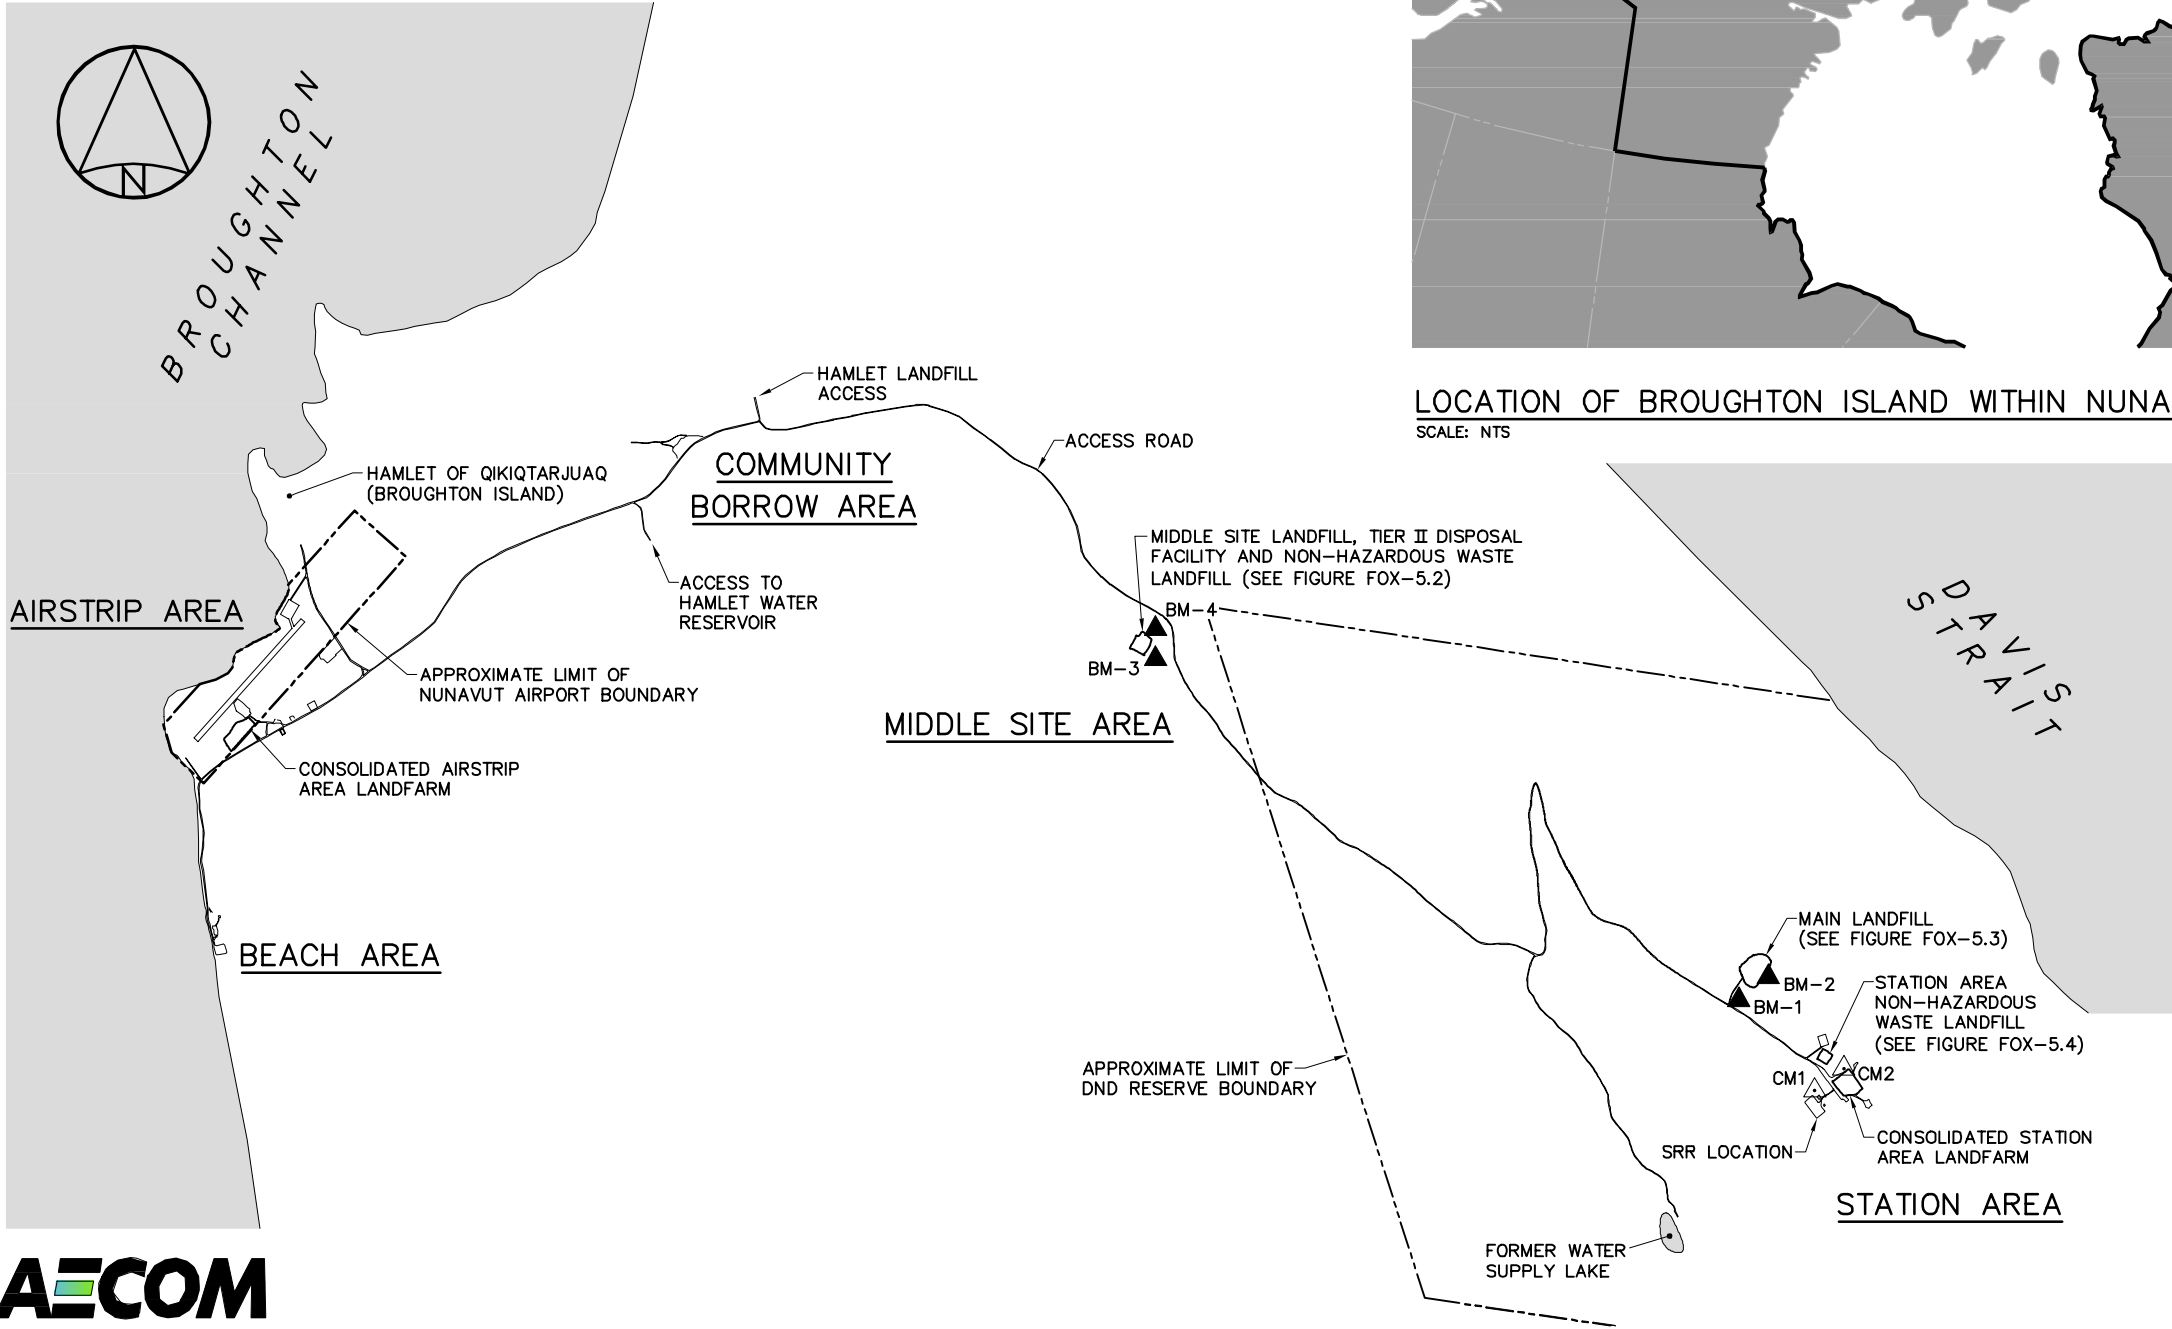 N
BROUGHTON
CHANNEL
LOCATION OF BROUGHTON ISLAND WITHIN NUNA
SCALE: NTS
HAMLET LANDFILL
ACCESS
ACCESS ROAD
COMMUNITY
BORROW AREA
HAMLET OF QIKIQTARJUAQ
(BROUGHTON ISLAND)
MIDDLE SITE LANDFILL, TIER II DISPOSAL
FACILITY AND NON-HAZARDOUS WASTE
LANDFILL (SEE FIGURE FOX-5.2)
ACCESS TO
HAMLET WATER
RESERVOIR
AIRSTRIP AREA
BM-4
BM-3
DAVIS
STRAIT
APPROXIMATE LIMIT OF
NUNAVUT AIRPORT BOUNDARY
MIDDLE SITE AREA
CONSOLIDATED AIRSTRIP
AREA LANDFARM
BEACH AREA
MAIN LANDFILL
(SEE FIGURE FOX-5.3)
BM-2
BM-1
STATION AREA
NON-HAZARDOUS
WASTE LANDFILL
(SEE FIGURE FOX-5.4)
APPROXIMATE LIMIT OF
DND RESERVE BOUNDARY
CM1
CM2
SRR LOCATION
CONSOLIDATED STATION
AREA LANDFARM
STATION AREA
FORMER WATER
SUPPLY LAKE
AECOM